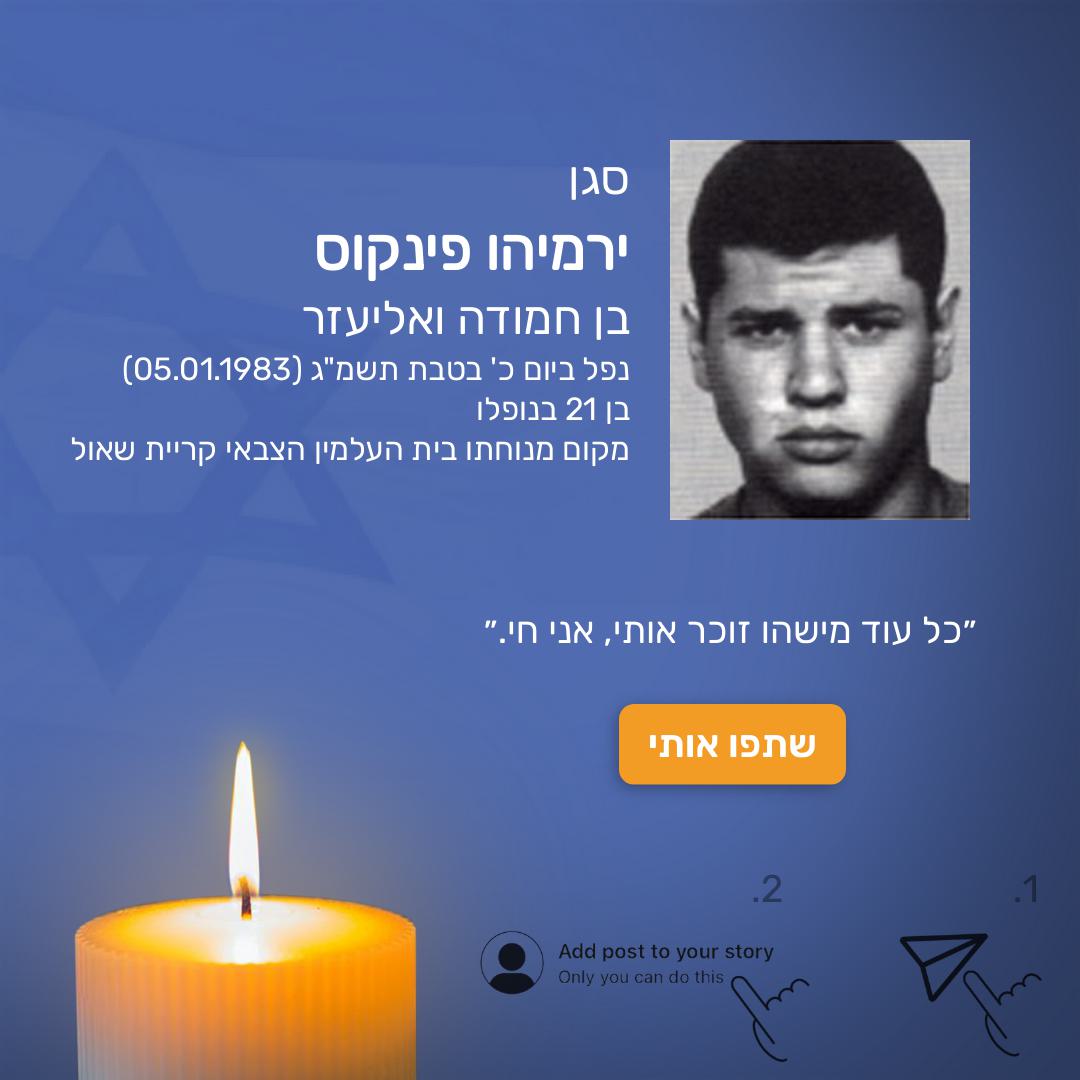 סגן
ירמיהו פינקוס
בן חמודה ואליעזר
נפל ביום כ' בטבת תשמ"ג (05.01.1983)
בן 21 בנופלו
מקום מנוחתו בית העלמין הצבאי קריית שאול
״כל עוד מישהו זוכר אותי, אני חי.״
שתפו אותי
.1
.2
Add post to your story
Only you can do this